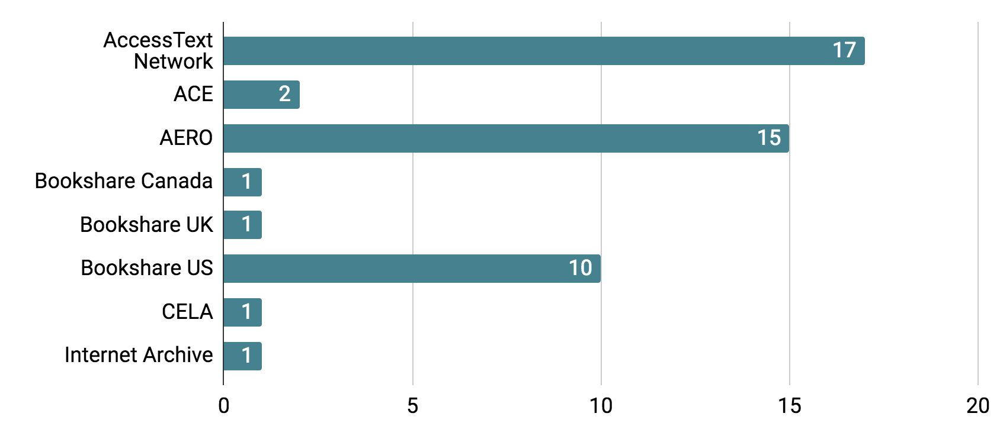 AccessText
Network
17
ACE
2
AERO
15
Bookshare Canada
1
Bookshare UK
1
Bookshare US
10
CELA
1
Internet Archive
1
0 5 10 15 20